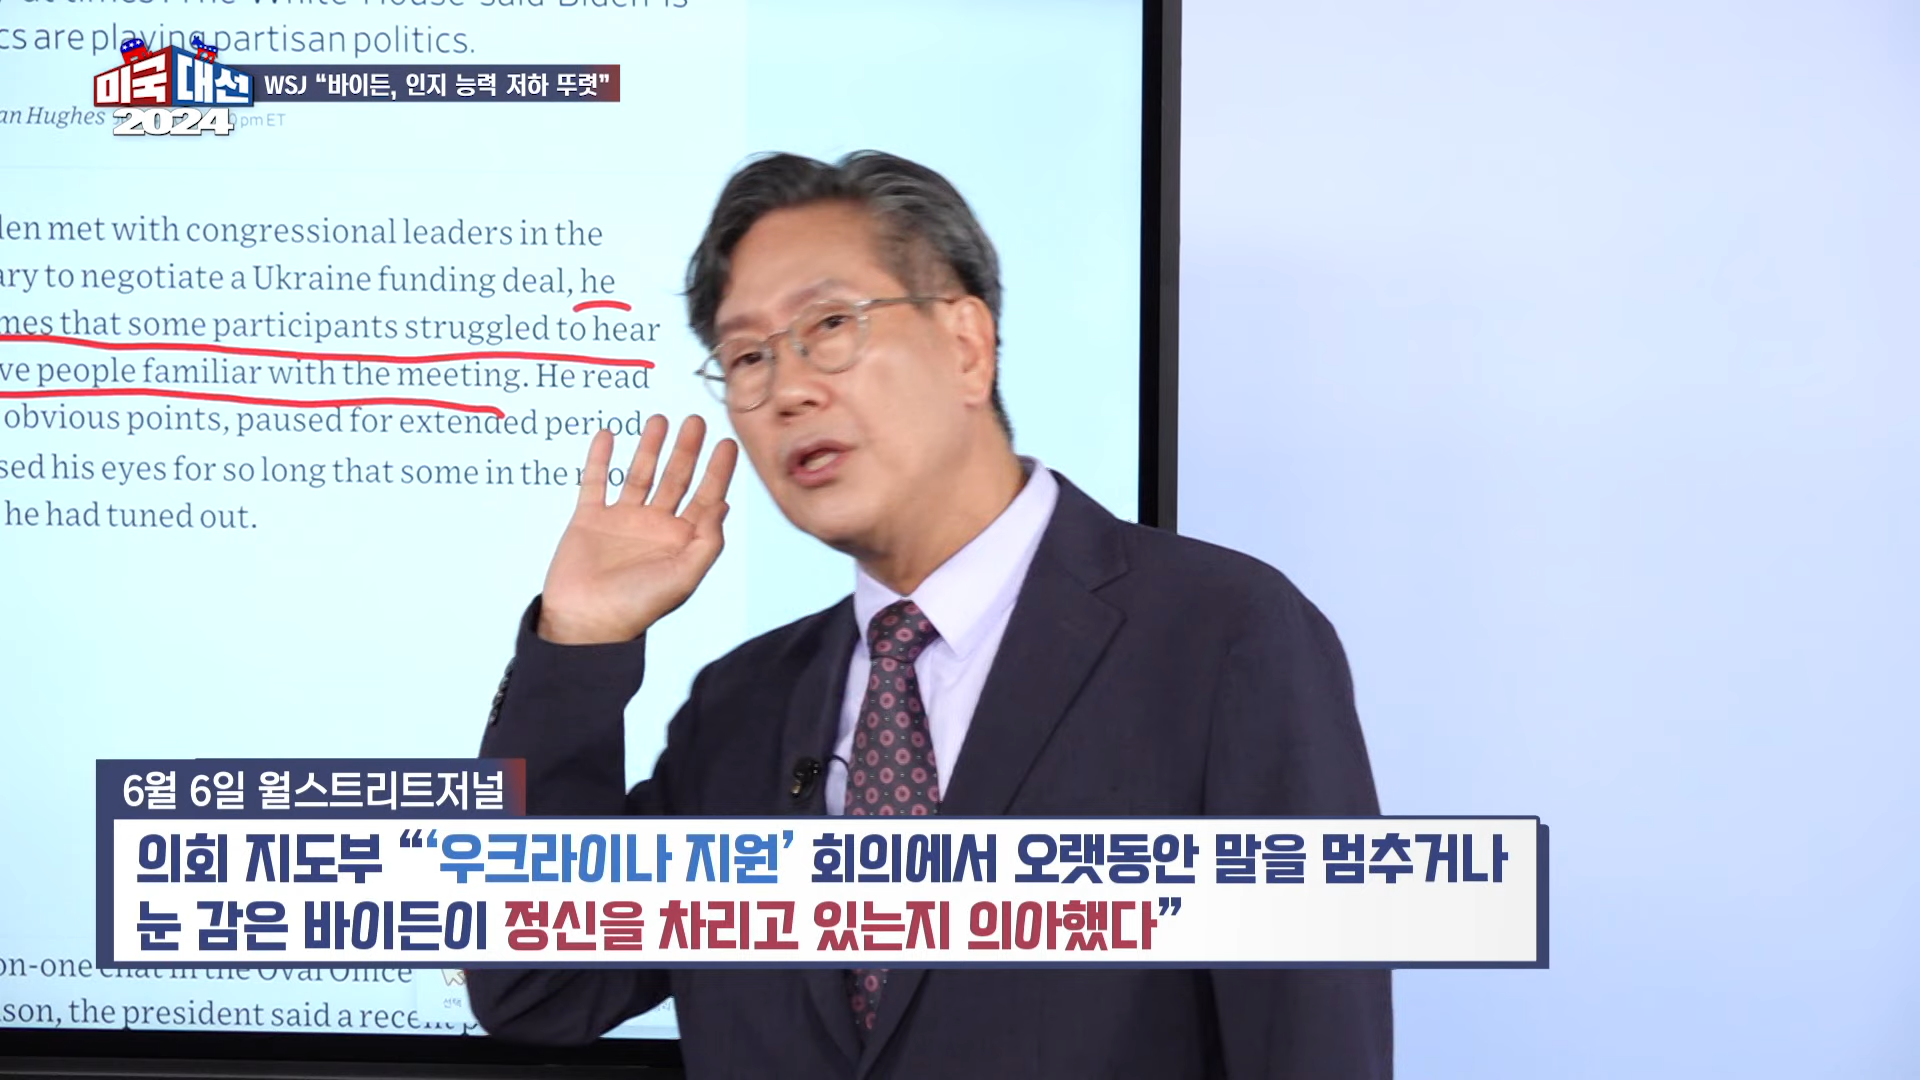 cs are playing partisan politics.
미국 대선 2024
WSJ “바이든, 인지 능력 저하 뚜렷”
an Hughes
pm ET
den met with congressional leaders in the
ary to negotiate a Ukraine funding deal, he
mes that some participants struggled to hear
ve people familiar with the meeting. He read
obvious points, paused for extended period
sed his eyes for so long that some in the
he had tuned out.
6월 6일 월스트리트저널
의회 지도부 “‘우크라이나 지원’ 회의에서 오랫동안 말을 멈추거나
눈 감은 바이든이 정신을 차리고 있는지 의아했다”
on-one chat in the Oval Office
son, the president said a rece
선택